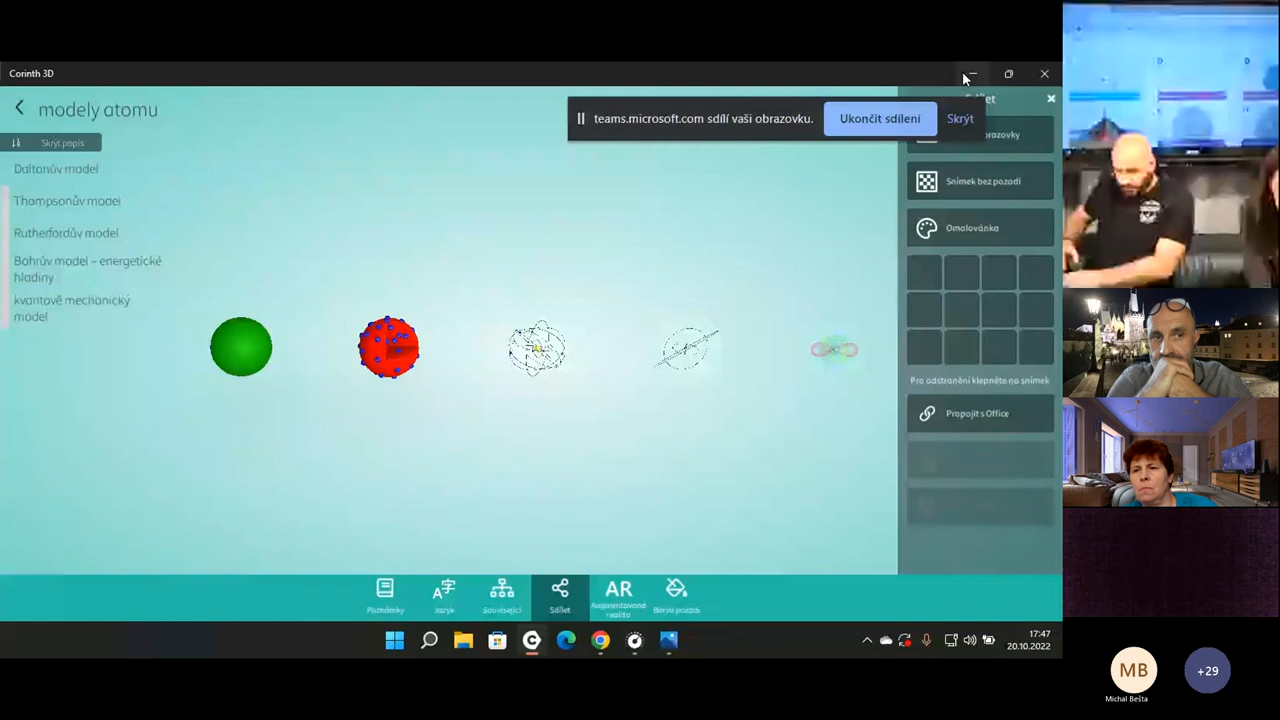 Corinth 3D
modely atomu
teams.microsoft.com sdílí vaši obrazovku.
Ukončit sdílení
Skrýt
Skrýt popis
Daltonův model
Thompsonův model
Rutherfordův model
Bohrův model – energetické
hladiny
kvantově mechanický
model
Snímek bez pozadí
Omalovánka
Pro odstranění klepněte na snímek
Propojit s Office
Poznámky
Jazyk
Související
Sdílet
AR
Augmentovaná
realita
Barva pozadí
17:47
20.10.2022
MB
Michal Bešta
+29